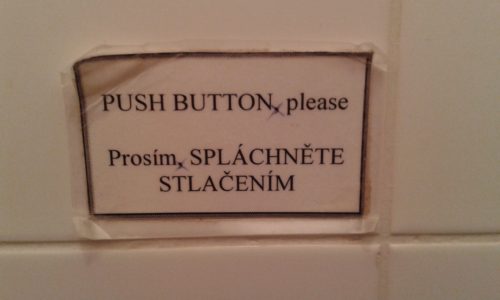 PUSH BUTTON, please
Prosím, SPLÁCHNĚTE
STLAČENÍM